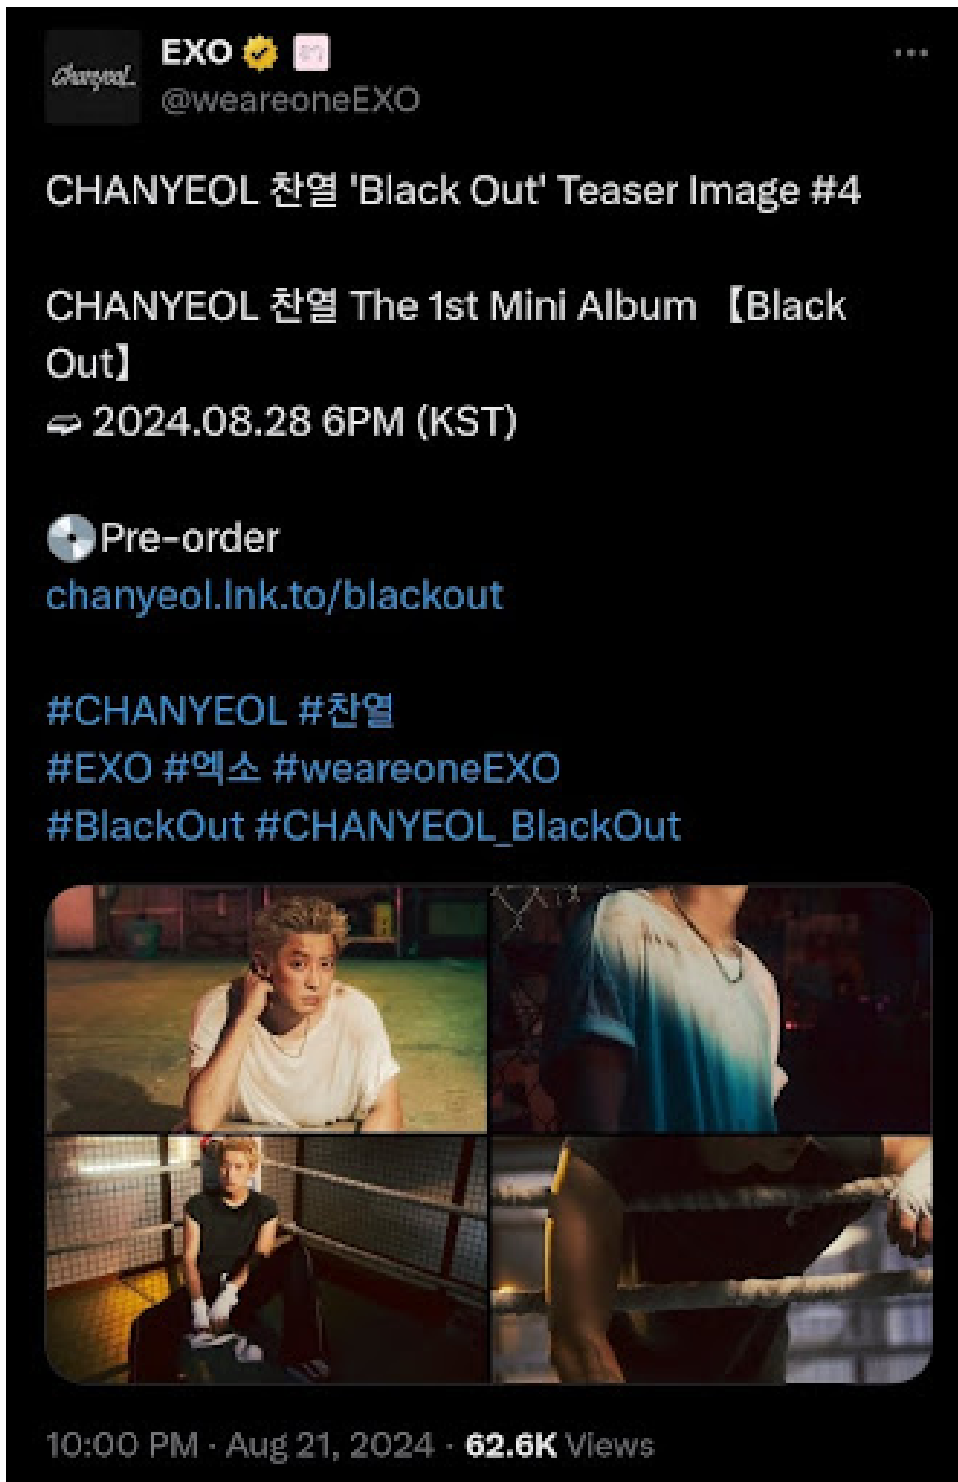 Chanyeol
EXO
@weareoneEXO
CHANYEOL 찬열 'Black Out' Teaser Image #4
CHANYEOL 찬열 The 1st Mini Album 【Black
Out】
➫ 2024.08.28 6PM (KST)
💿Pre-order
chanyeol.lnk.to/blackout
#CHANYEOL #찬열
#EXO #엑소 #weareoneEXO
#BlackOut #CHANYEOL_BlackOut
10:00 PM · Aug 21, 2024 · 62.6K Views